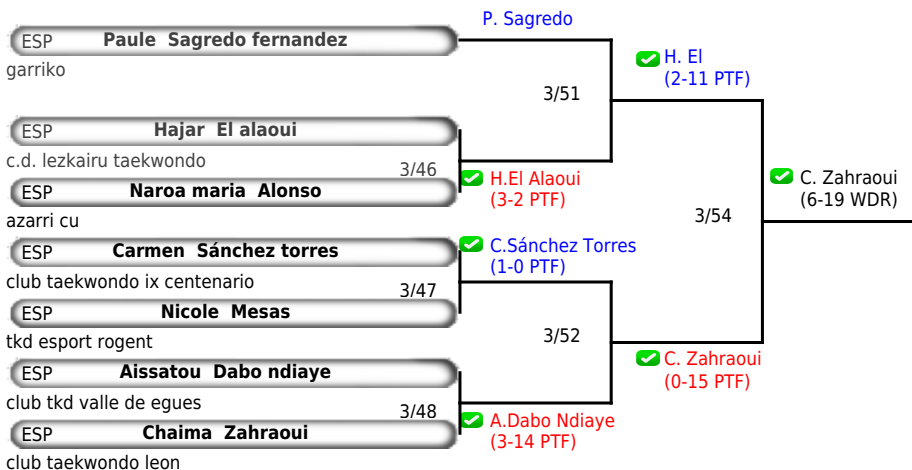 P. Sagredo
ESP Paule Sagredo fernandez
garriko
H. El
(2-11 PTF)
3/51
ESP Hajar El alaoui
c.d. lezkairu taekwondo
3/46
ESP Naroa maria Alonso
azarri cu
H.El Alaoui
(3-2 PTF)
C. Zahraoui
(6-19 WDR)
3/54
ESP Carmen Sánchez torres
club taekwondo ix centenario
C.Sánchez Torres
(1-0 PTF)
3/47
ESP Nicole Mesas
tkd esport rogent
3/52
ESP Aissatou Dabo ndiaye
club tkd valle de egues
C. Zahraoui
(0-15 PTF)
3/48
ESP Chaima Zahraoui
club taekwondo leon
A.Dabo Ndiaye
(3-14 PTF)